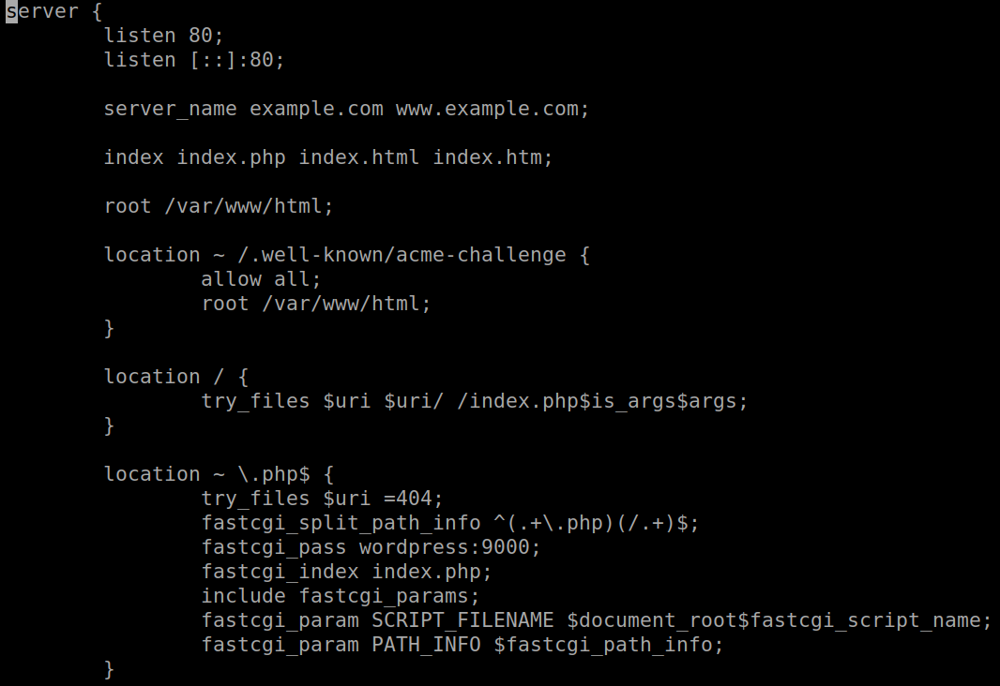 server {
        listen 80;
        listen [::]:80;

        server_name example.com www.example.com;

        index index.php index.html index.htm;

        root /var/www/html;

        location ~ /.well-known/acme-challenge {
                allow all;
                root /var/www/html;
        }

        location / {
                try_files $uri $uri/ /index.php$is_args$args;
        }

        location ~ \.php$ {
                try_files $uri =404;
                fastcgi_split_path_info ^(.+\.php)(/.+)$;
                fastcgi_pass wordpress:9000;
                fastcgi_index index.php;
                include fastcgi_params;
                fastcgi_param SCRIPT_FILENAME $document_root$fastcgi_script_name;
                fastcgi_param PATH_INFO $fastcgi_path_info;
        }